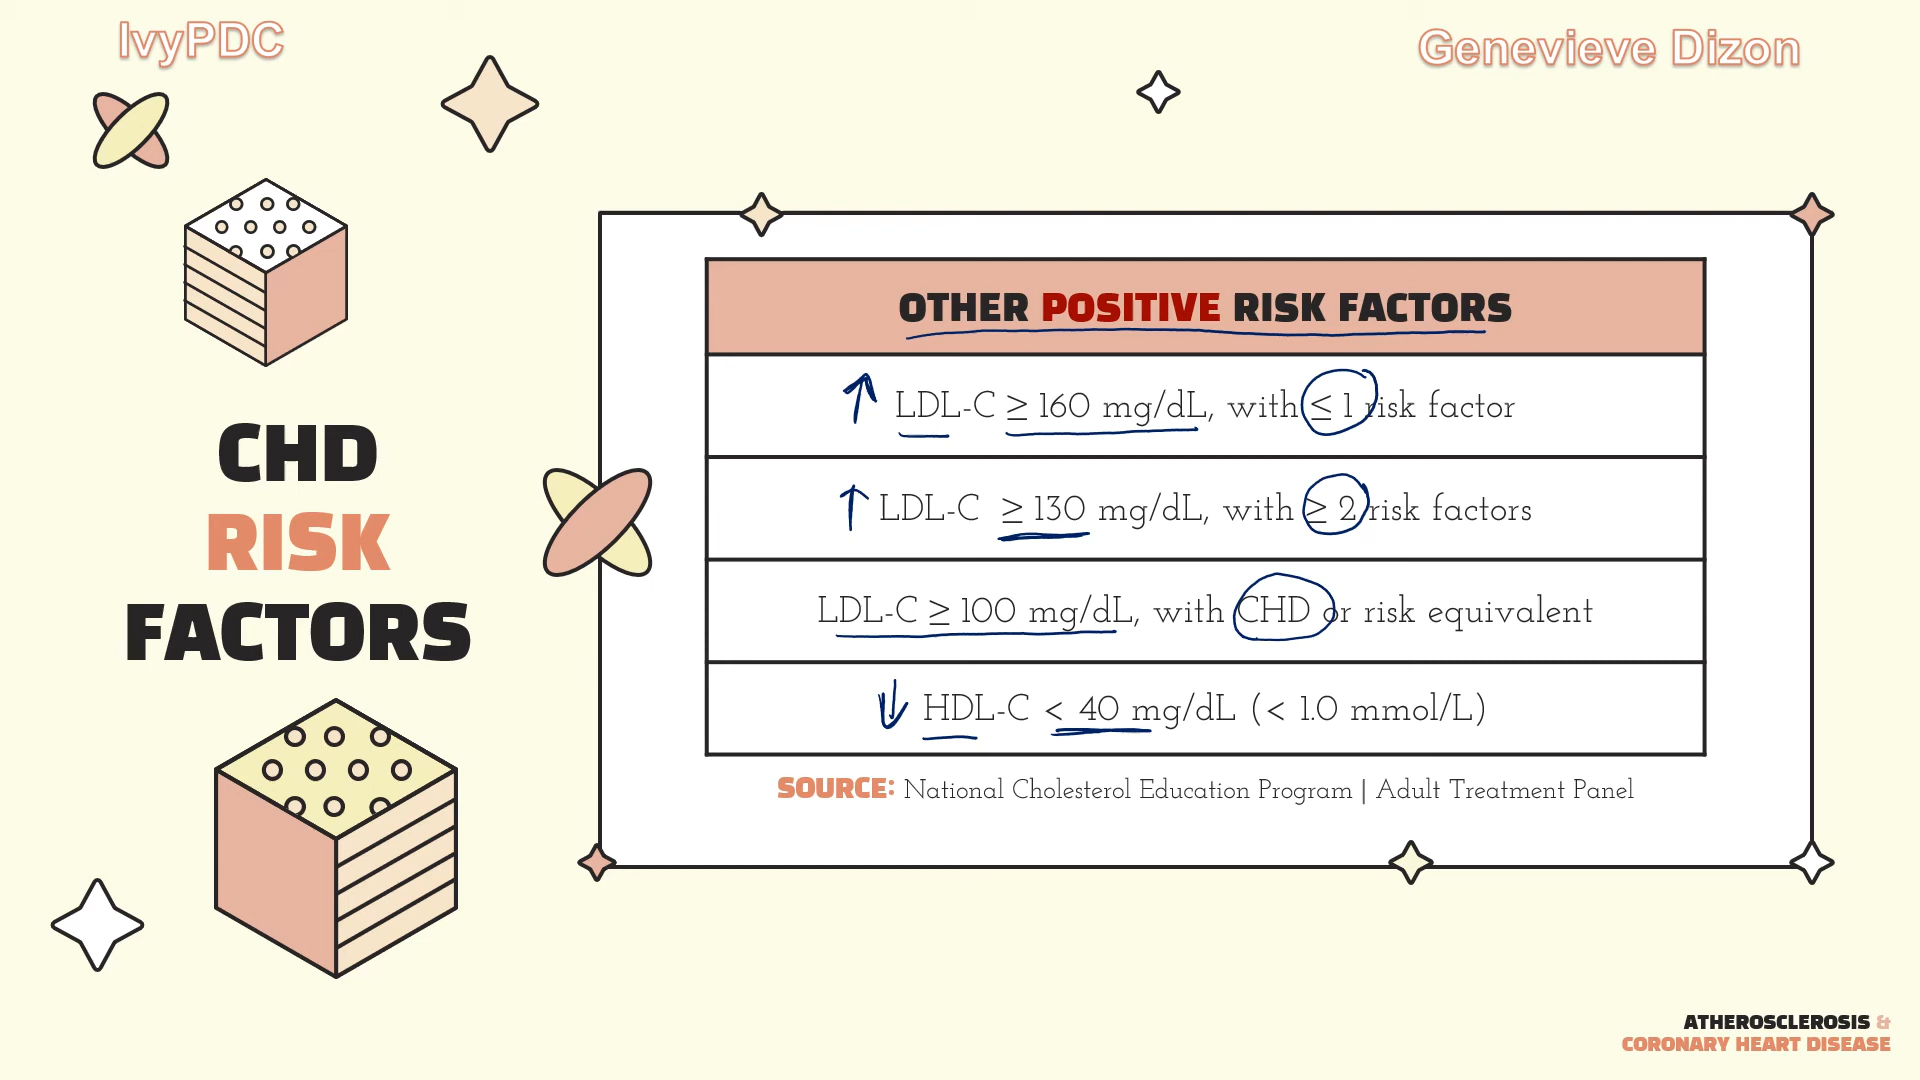 IvyPDC
Genevieve Dizon
CHD
RISK
FACTORS
OTHER POSITIVE RISK FACTORS
LDL-C ≥ 160 mg/dL, with ≤ 1 risk factor
LDL-C ≥ 130 mg/dL, with ≥ 2 risk factors
LDL-C ≥ 100 mg/dL, with CHD or risk equivalent
HDL-C < 40 mg/dL (< 1.0 mmol/L)
SOURCE: National Cholesterol Education Program | Adult Treatment Panel
ATHEROSCLEROSIS &
CORONARY HEART DISEASE